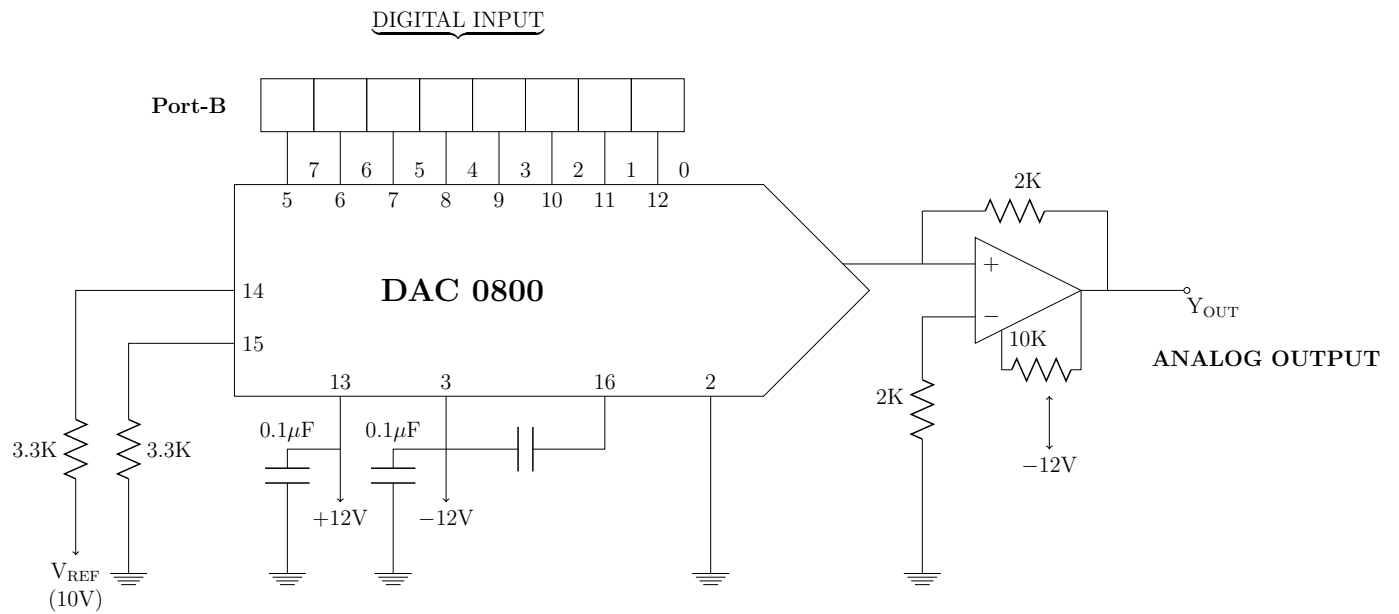 DIGITAL INPUT
Port-B
7 6 5 4 3 2 1 0
5 6 7 8 9 10 11 12
2K
+
DAC 0800
14
Y_OUT
−
10K
15
ANALOG OUTPUT
13 3 16 2
2K
0.1µF 0.1µF
3.3K 3.3K
−12V
+12V −12V
V_REF
(10V)